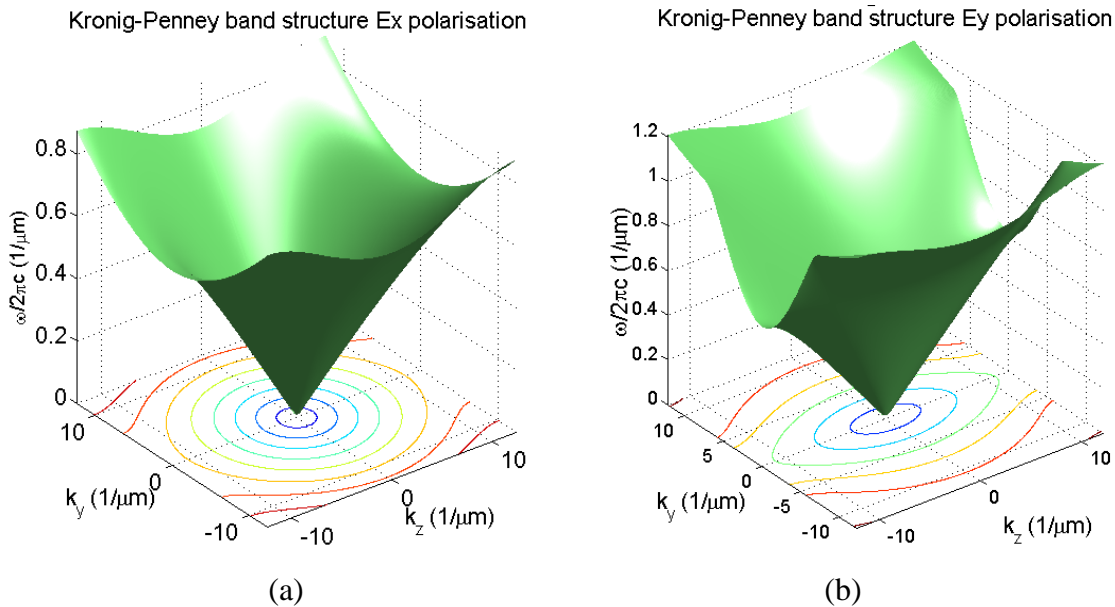 Kronig-Penney band structure Ex polarisation
0.8
0.6
0.4
0.2
0
ω/2πc (1/μm)
10
0
-10
k_y (1/μm)
-10
0
10
k_z (1/μm)
(a)
Kronig-Penney band structure Ey polarisation
1.2
1
0.8
0.6
0.4
0.2
0
ω/2πc (1/μm)
10
5
0
-5
-10
k_y (1/μm)
-10
0
10
k_z (1/μm)
(b)